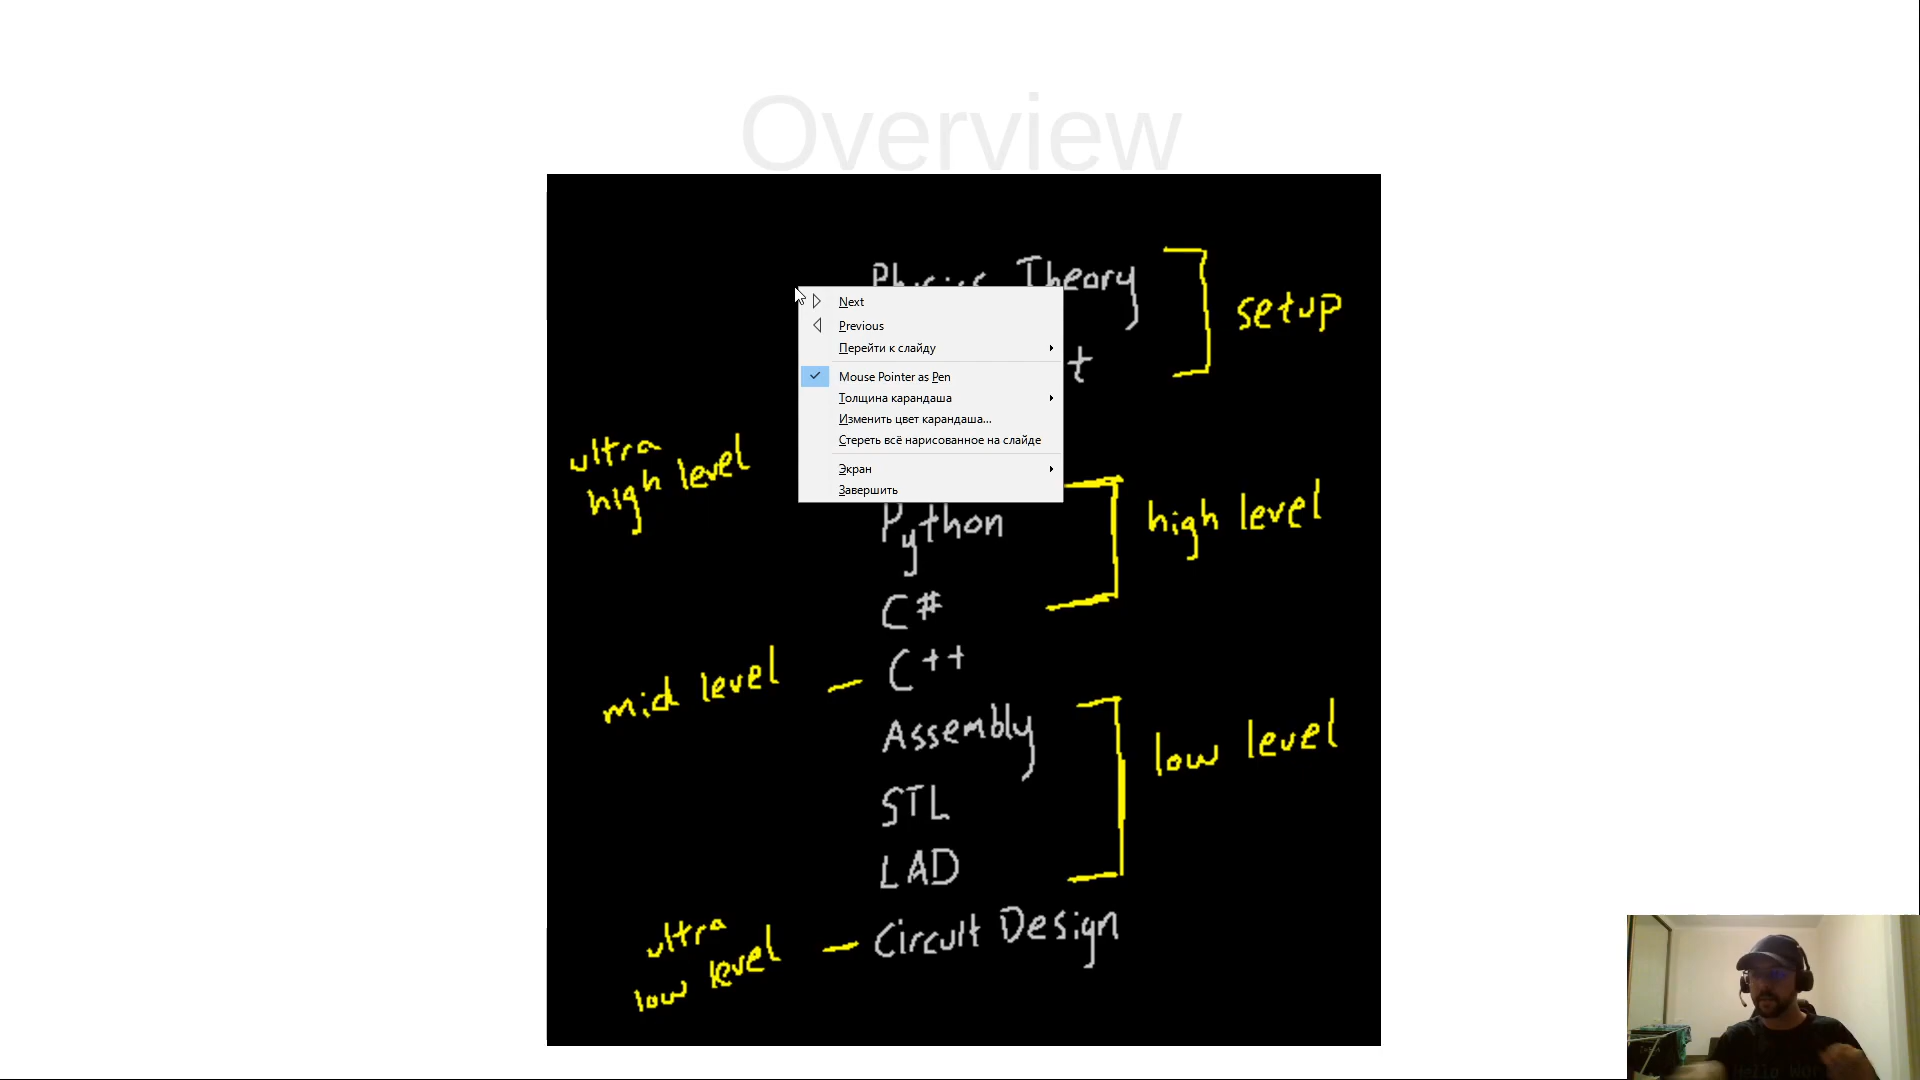 Overview
Physics Theory
setup
Next
Previous
Перейти к слайду
t
Mouse Pointer as Pen
Толщина карандаша
Изменить цвет карандаша...
Стереть всё нарисованное на слайде
Экран
Завершить
ultra
high level
Python
high level
C#
C++
mid level
Assembly
low level
STL
LAD
Circuit Design
ultra
low level